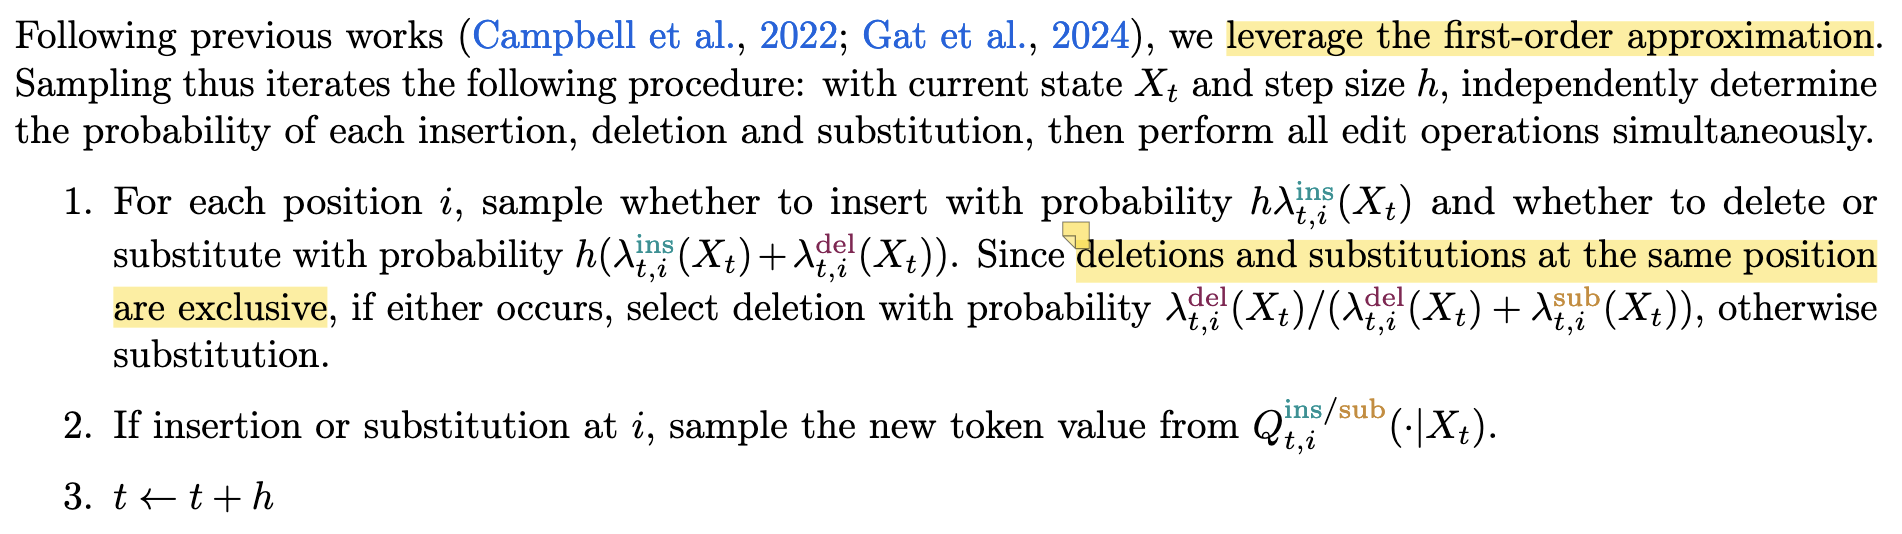 Following previous works (Campbell et al., 2022; Gat et al., 2024), we leverage the first-order approximation.
Sampling thus iterates the following procedure: with current state $X_t$ and step size $h$, independently determine
the probability of each insertion, deletion and substitution, then perform all edit operations simultaneously.
1. For each position $i$, sample whether to insert with probability $h\lambda_{t,i}^{\text{ins}}(X_t)$ and whether to delete or
substitute with probability $h(\lambda_{t,i}^{\text{ins}}(X_t) + \lambda_{t,i}^{\text{del}}(X_t))$. Since deletions and substitutions at the same position
are exclusive, if either occurs, select deletion with probability $\lambda_{t,i}^{\text{del}}(X_t)/(\lambda_{t,i}^{\text{del}}(X_t) + \lambda_{t,i}^{\text{sub}}(X_t))$, otherwise
substitution.
2. If insertion or substitution at $i$, sample the new token value from $Q_{t,i}^{\text{ins/sub}}(\cdot|X_t)$.
3. $t \leftarrow t + h$